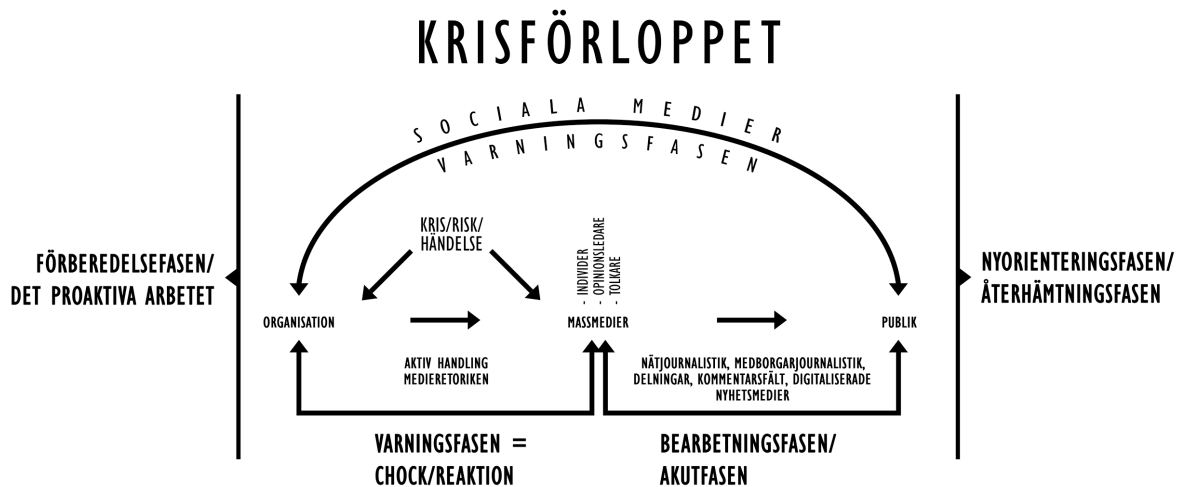 KRISFÖRLOPPET
SOCIALA MEDIER
VARNINGSFASEN
KRIS/RISK/
HÄNDELSE
- INDIVIDER
- OPINIONSLEDARE
- TOLKARE
FÖRBEREDELSEFASEN/
DET PROAKTIVA ARBETET
NYORIENTERINGSFASEN/
ÅTERHÄMTNINGSFASEN
ORGANISATION
MASSMEDIER
PUBLIK
AKTIV HANDLING
MEDIERETORIKEN
NÄTJOURNALISTIK, MEDBORGARJOURNALISTIK,
DELNINGAR, KOMMENTARSFÄLT, DIGITALISERADE
NYHETSMEDIER
VARNINGSFASEN =
CHOCK/REAKTION
BEARBETNINGSFASEN/
AKUTFASEN